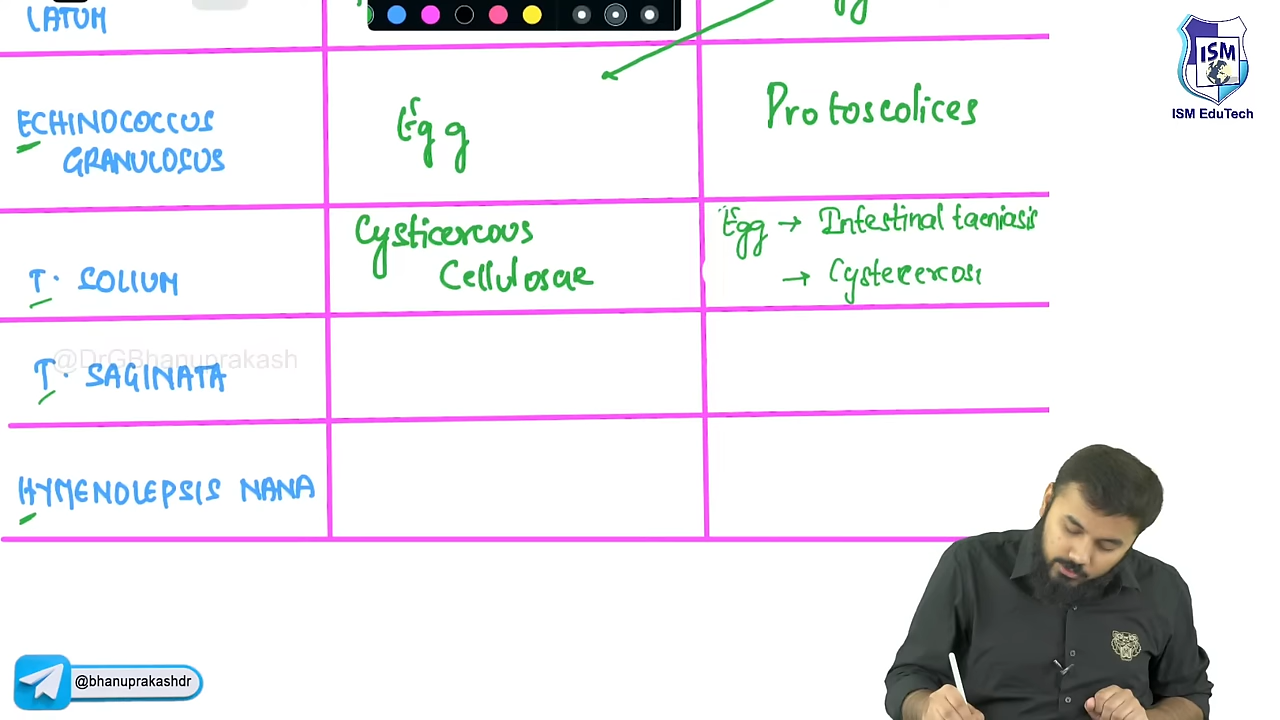 LATUM
ISM
ISM EduTech
ECHINOCOCCUS
GRANULOSUS
Egg
Protoscolices
T. SOLIUM
Cysticercous
Cellulosae
Egg → Intestinal taeniasis
→ Cystecercosi
@DrGBhanuprakash
T. SAGINATA
HYMENOLEPSIS NANA
@bhanuprakashdr